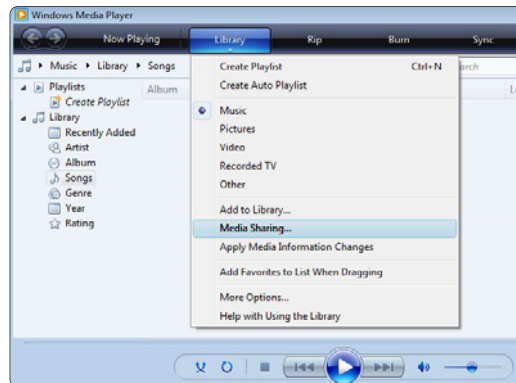 Windows Media Player
Now Playing Library Rip Burn Sync
Music Library Songs
Search
Playlists
Create Playlist
Library
Recently Added
Artist
Album
Songs
Genre
Year
Rating
Album
Create Playlist Ctrl+N
Create Auto Playlist
Music
Pictures
Video
Recorded TV
Other
Add to Library...
Media Sharing...
Apply Media Information Changes
Add Favorites to List When Dragging
More Options...
Help with Using the Library